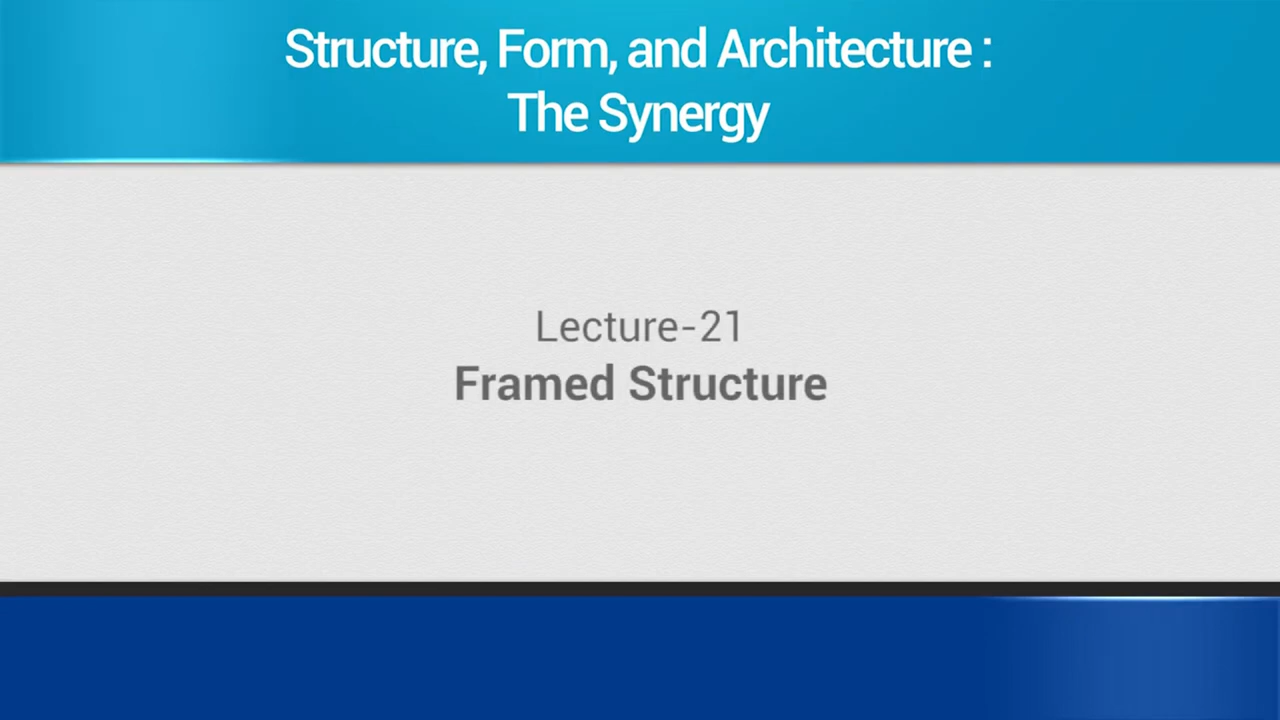 Structure, Form, and Architecture :
The Synergy
Lecture-21
Framed Structure